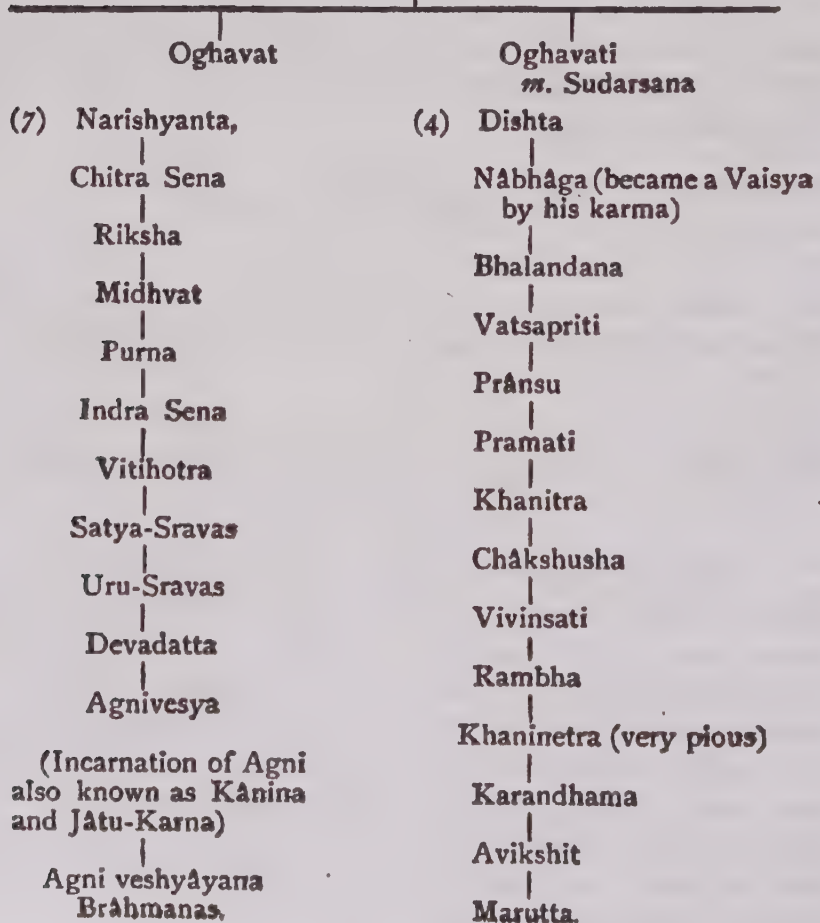 Oghavat
Oghavati
m. Sudarsana
(7) Narishyanta,
Chitra Sena
Riksha
Midhvat
Purna
Indra Sena
Vitihotra
Satya-Sravas
Uru-Sravas
Devadatta
Agnivesya
(Incarnation of Agni
also known as Kânina
and Jâtu-Karna)
Agni veshyâyana
Brâhmanas,
(4) Dishta
Nâbhâga (became a Vaisya
by his karma)
Bhalandana
Vatsapriti
Prânsu
Pramati
Khanitra
Châkshusha
Vivinsati
Rambha
Khaninetra (very pious)
Karandhama
Avikshit
Marutta.